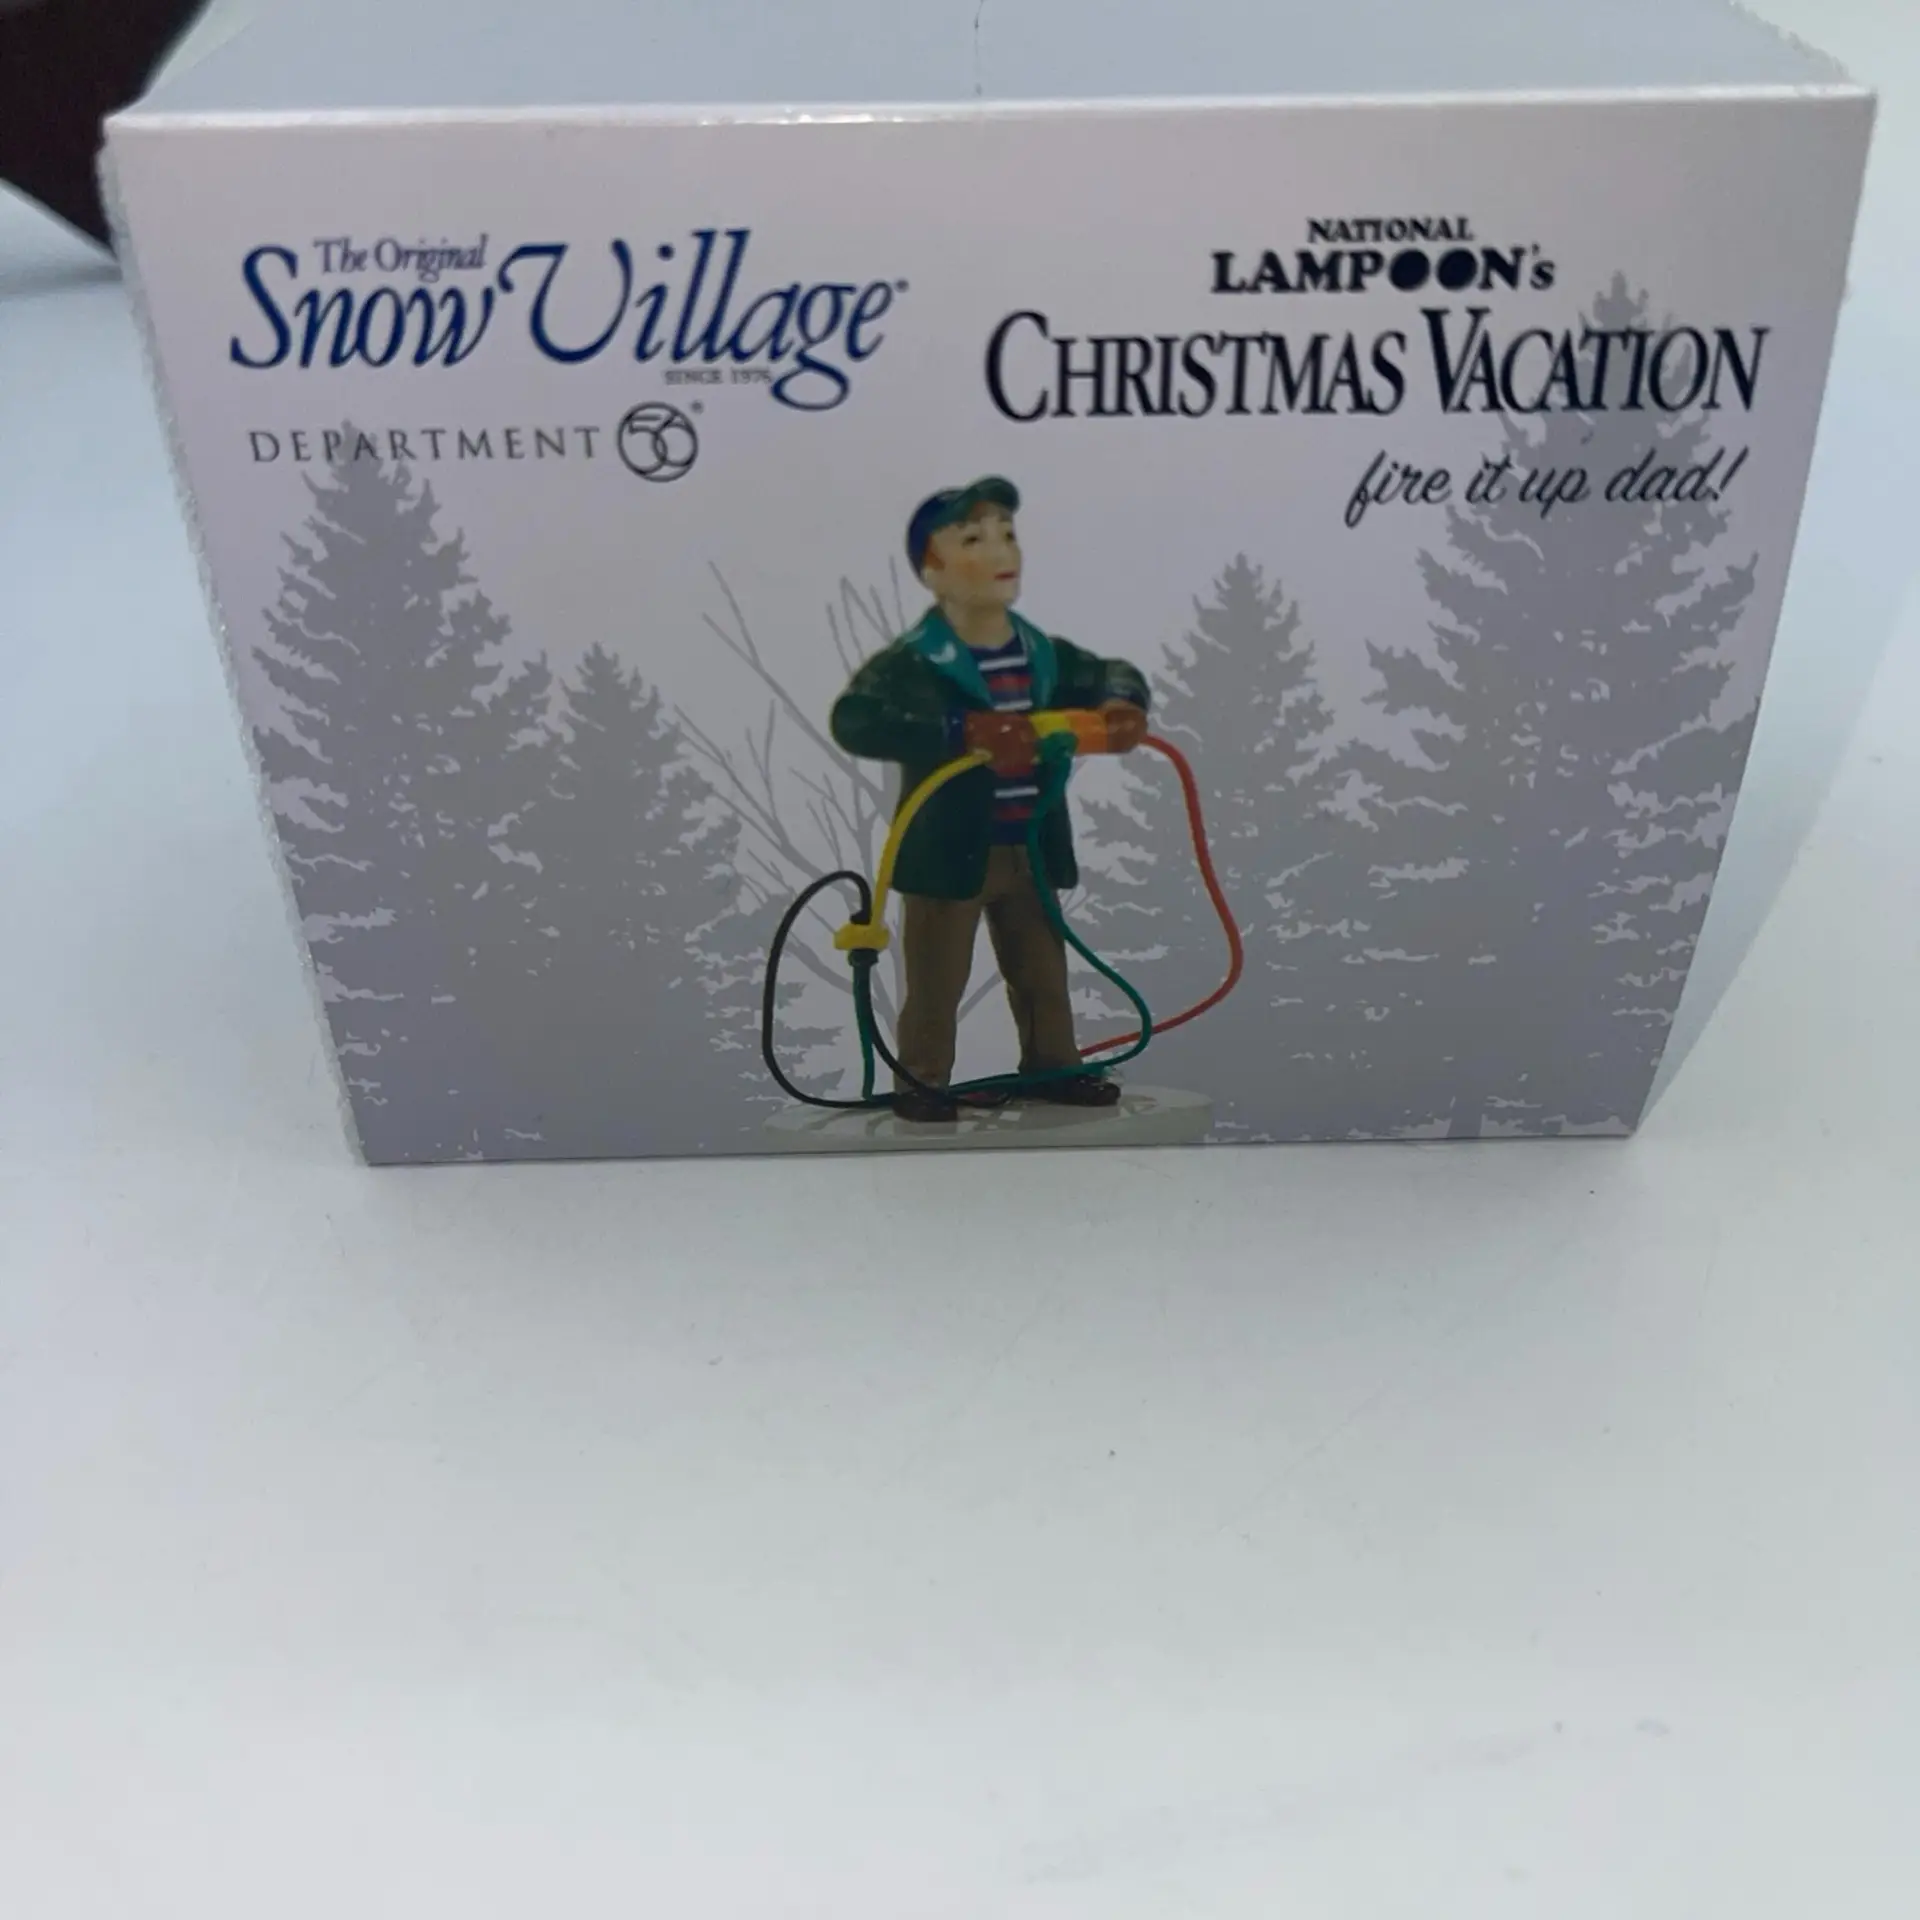 The Original
Snow Village®
SINCE 1976
DEPARTMENT 56®
NATIONAL
LAMPOON's
CHRISTMAS VACATION
fire it up dad!